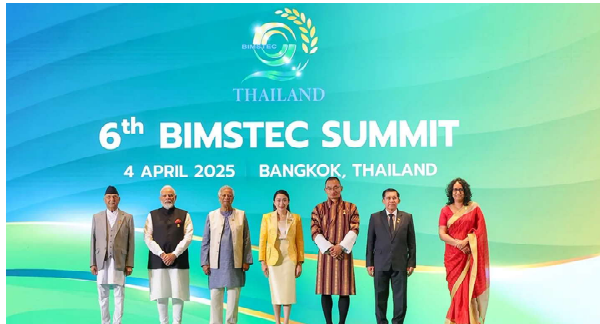 BIMSTEC
THAILAND
6th BIMSTEC SUMMIT
4 APRIL 2025 BANGKOK, THAILAND